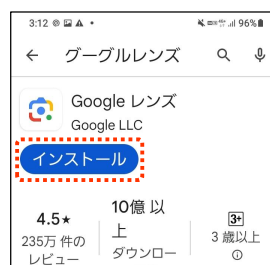 3:12
96%
グーグルレンズ
Google レンズ
Google LLC
インストール
4.5★
235万 件の
レビュー
10億 以
上
ダウンロー
3+
3 歳以上